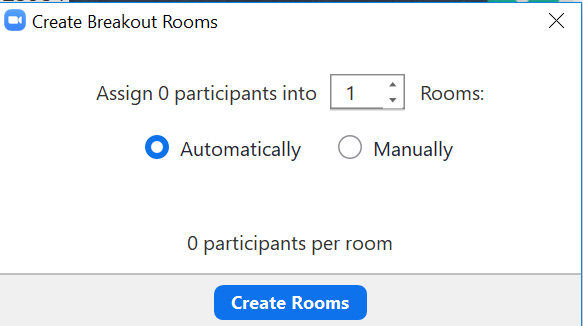 Create Breakout Rooms
Assign 0 participants into 1 Rooms:
Automatically Manually
0 participants per room
Create Rooms